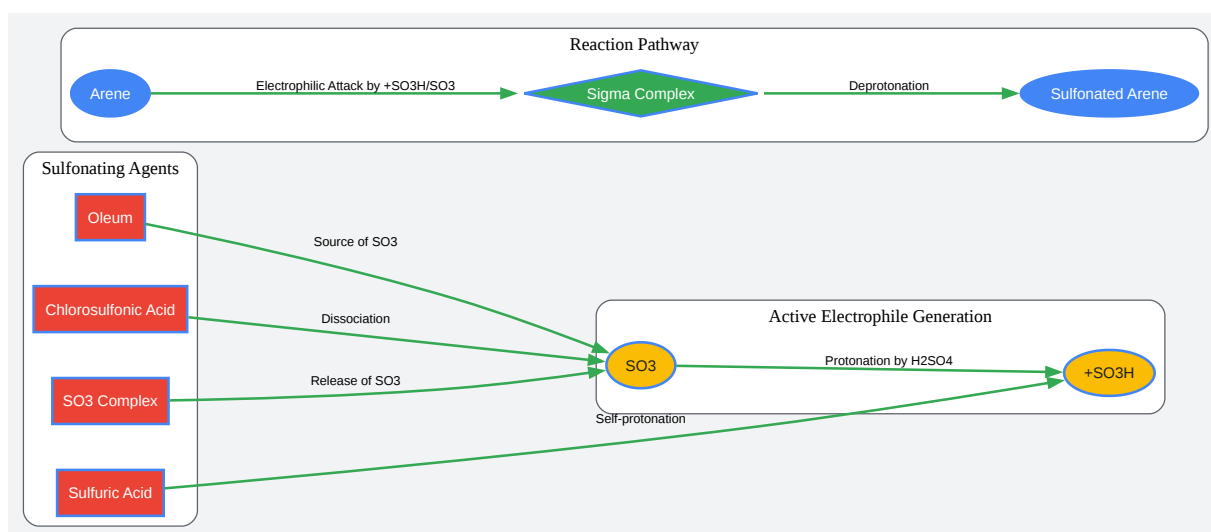 Reaction Pathway
Arene
Electrophilic Attack by +SO3H/SO3
Sigma Complex
Deprotonation
Sulfonated Arene
Sulfonating Agents
Oleum
Source of SO3
Chlorosulfonic Acid
Dissociation
Active Electrophile Generation
SO3
Protonation by H2SO4
+SO3H
Release of SO3
SO3 Complex
Self-protonation
Sulfuric Acid